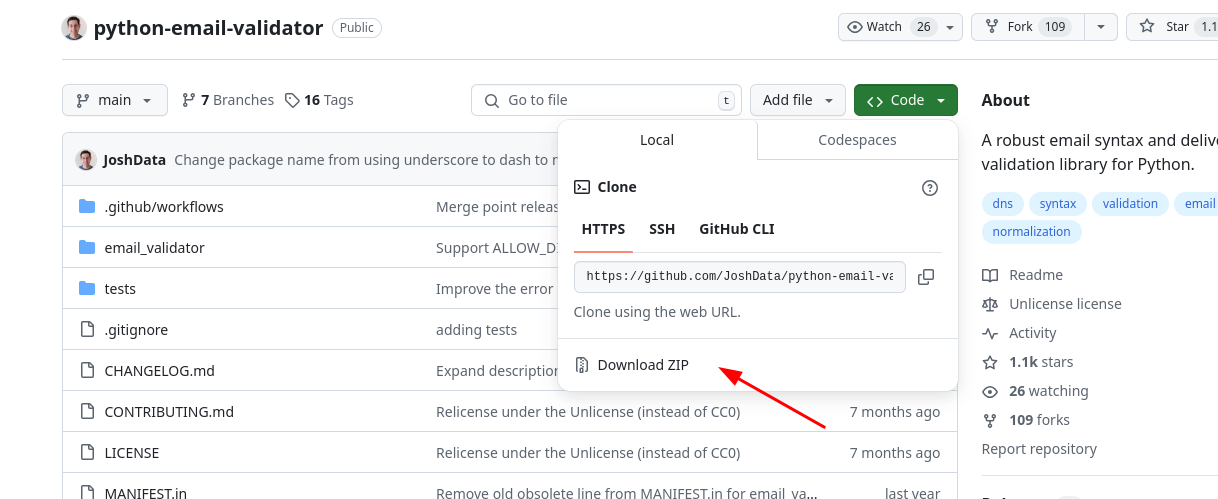 python-email-validator Public
Watch 26 Fork 109 Star 1.1
main 7 Branches 16 Tags Go to file t Add file Code
About
Local Codespaces
A robust email syntax and delive
validation library for Python.
JoshData Change package name from using underscore to dash to
Clone
.github/workflows Merge point releas
dns syntax validation email
normalization
HTTPS SSH GitHub CLI
email_validator Support ALLOW_D
https://github.com/JoshData/python-email-va
tests Improve the error
Clone using the web URL.
.gitignore adding tests
Readme
Unlicense license
Activity
Download ZIP
CHANGELOG.md Expand description
1.1k stars
26 watching
CONTRIBUTING.md Relicense under the Unlicense (instead of CC0) 7 months ago
109 forks
Report repository
LICENSE Relicense under the Unlicense (instead of CC0) 7 months ago
MANIFEST.in Remove old obsolete line from MANIFEST.in for email_va... last year